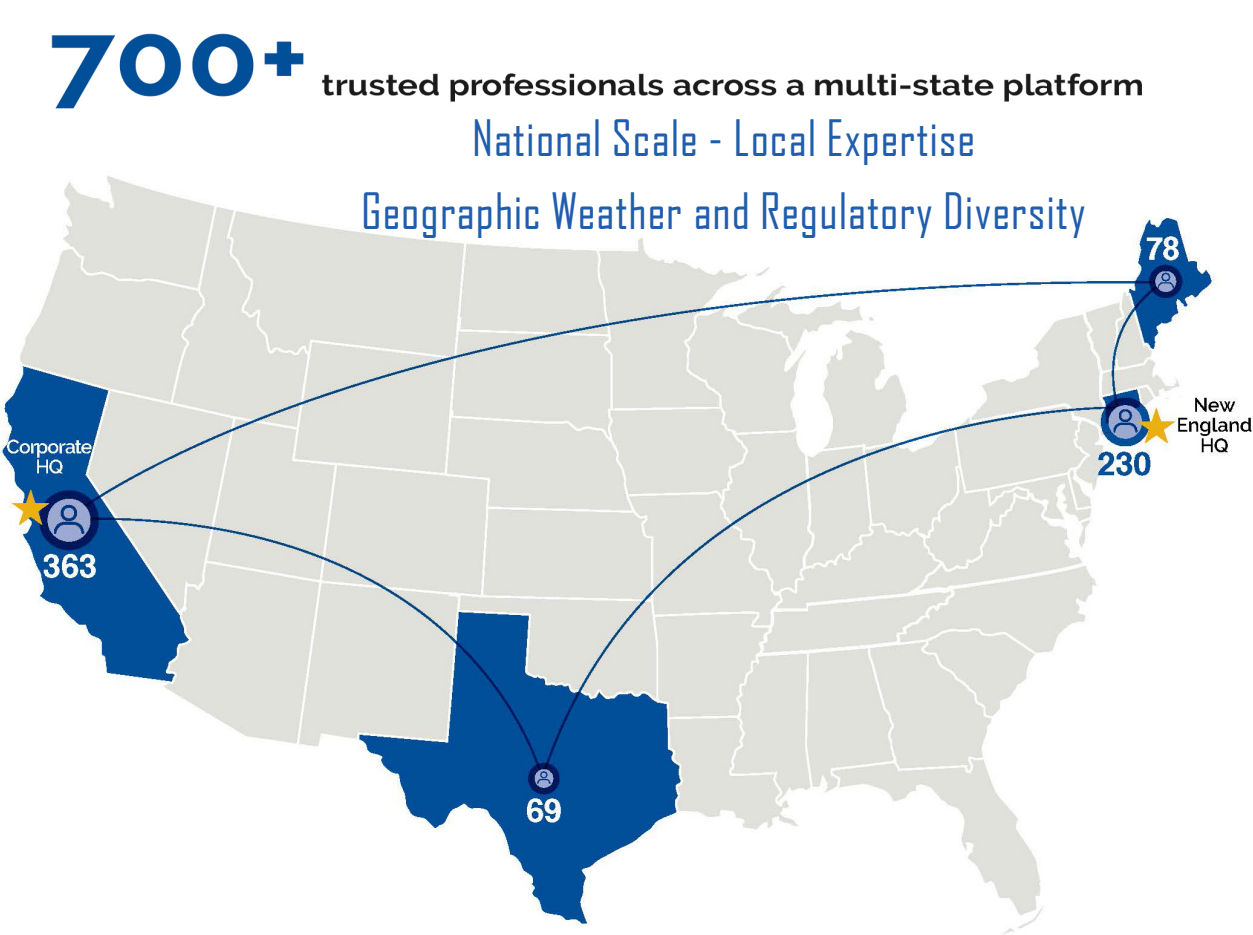 700+ trusted professionals across a multi-state platform
National Scale - Local Expertise
Geographic Weather and Regulatory Diversity
78
New
England
HQ
230
Corporate
HQ
363
69